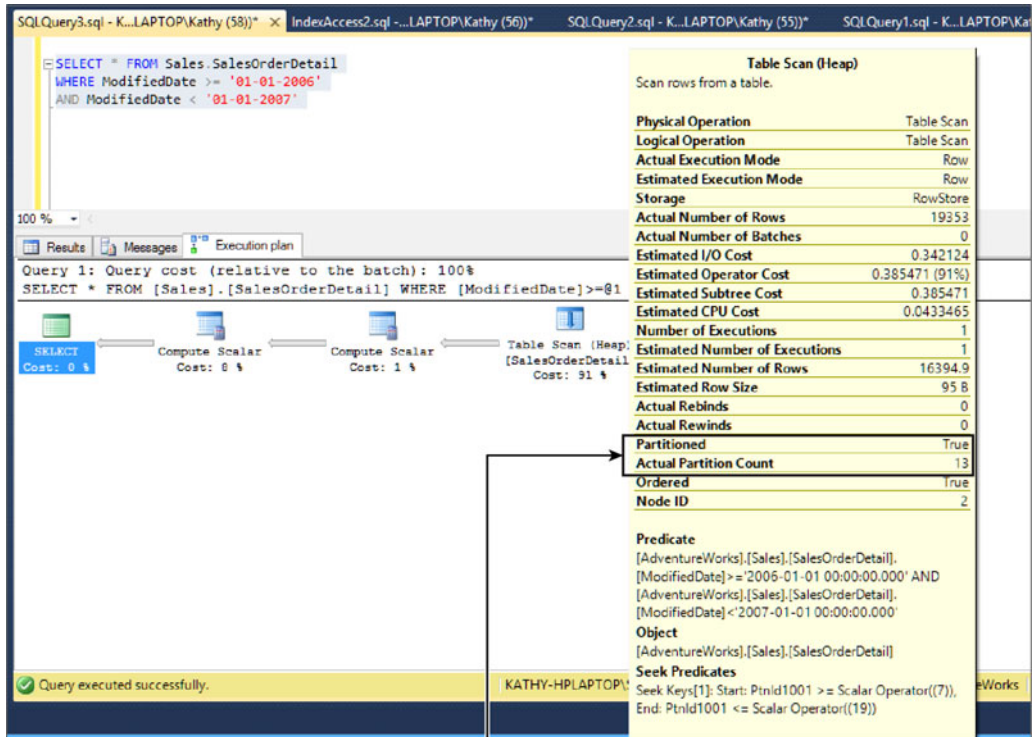 SQLQuery3.sql - K...LAPTOP\Kathy (58))* × IndexAccess2.sql -...LAPTOP\Kathy (56))* SQLQuery2.sql - K...LAPTOP\Kathy (55))* SQLQuery1.sql - K...LAPTOP\Ka
SELECT * FROM Sales.SalesOrderDetail
WHERE ModifiedDate >= '01-01-2006'
AND ModifiedDate < '01-01-2007'
100 %
Results Messages Execution plan
Query 1: Query cost (relative to the batch): 100%
SELECT * FROM [Sales].[SalesOrderDetail] WHERE [ModifiedDate]>=@1
SELECT
Cost: 0 %
Compute Scalar
Cost: 8 %
Compute Scalar
Cost: 1 %
Table Scan (Heap
[SalesOrderDetail
Cost: 91 %
Table Scan (Heap)
Scan rows from a table.
Physical Operation Table Scan
Logical Operation Table Scan
Actual Execution Mode Row
Estimated Execution Mode Row
Storage RowStore
Actual Number of Rows 19353
Actual Number of Batches 0
Estimated I/O Cost 0.342124
Estimated Operator Cost 0.385471 (91%)
Estimated Subtree Cost 0.385471
Estimated CPU Cost 0.0433465
Number of Executions 1
Estimated Number of Executions 1
Estimated Number of Rows 16394.9
Estimated Row Size 95 B
Actual Rebinds 0
Actual Rewinds 0
Partitioned True
Actual Partition Count 13
Ordered True
Node ID 2
Predicate
[AdventureWorks].[Sales].[SalesOrderDetail].
[ModifiedDate]>='2006-01-01 00:00:00.000' AND
[AdventureWorks].[Sales].[SalesOrderDetail].
[ModifiedDate]<'2007-01-01 00:00:00.000'
Object
[AdventureWorks].[Sales].[SalesOrderDetail]
Seek Predicates
Seek Keys[1]: Start: PtnId1001 >= Scalar Operator((7)),
End: PtnId1001 <= Scalar Operator((19))
Query executed successfully. KATHY-HPLAPTOP\ eWorks